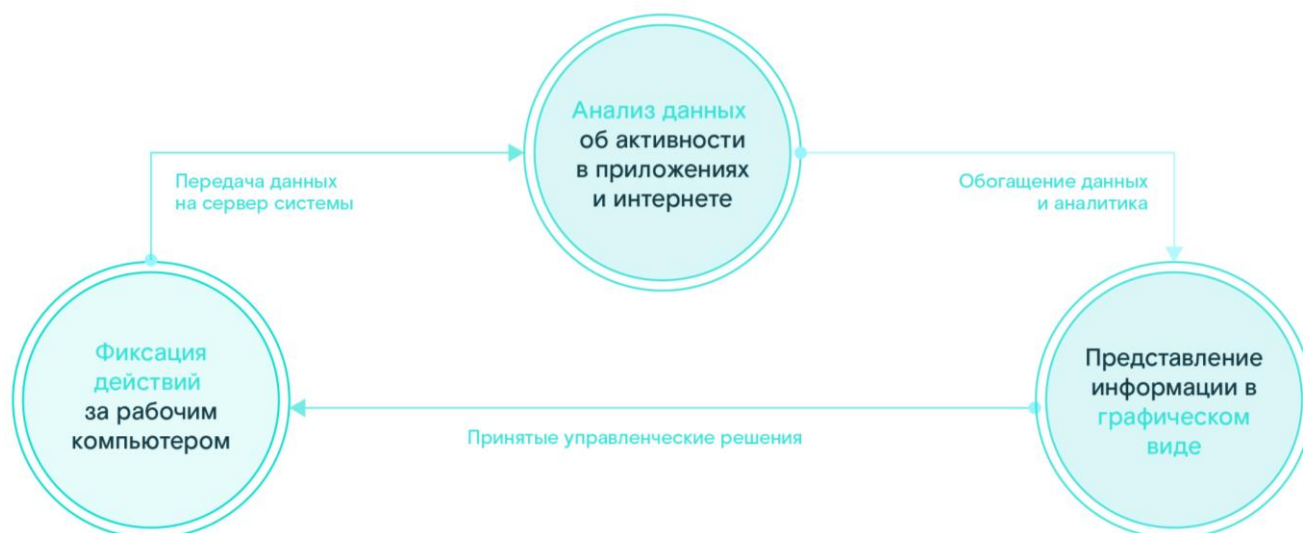 Анализ данных
об активности
в приложениях
и интернете
Передача данных
на сервер системы
Обогащение данных
и аналитика
Фиксация
действий
за рабочим
компьютером
Представление
информации в
графическом
виде
Принятые управленческие решения